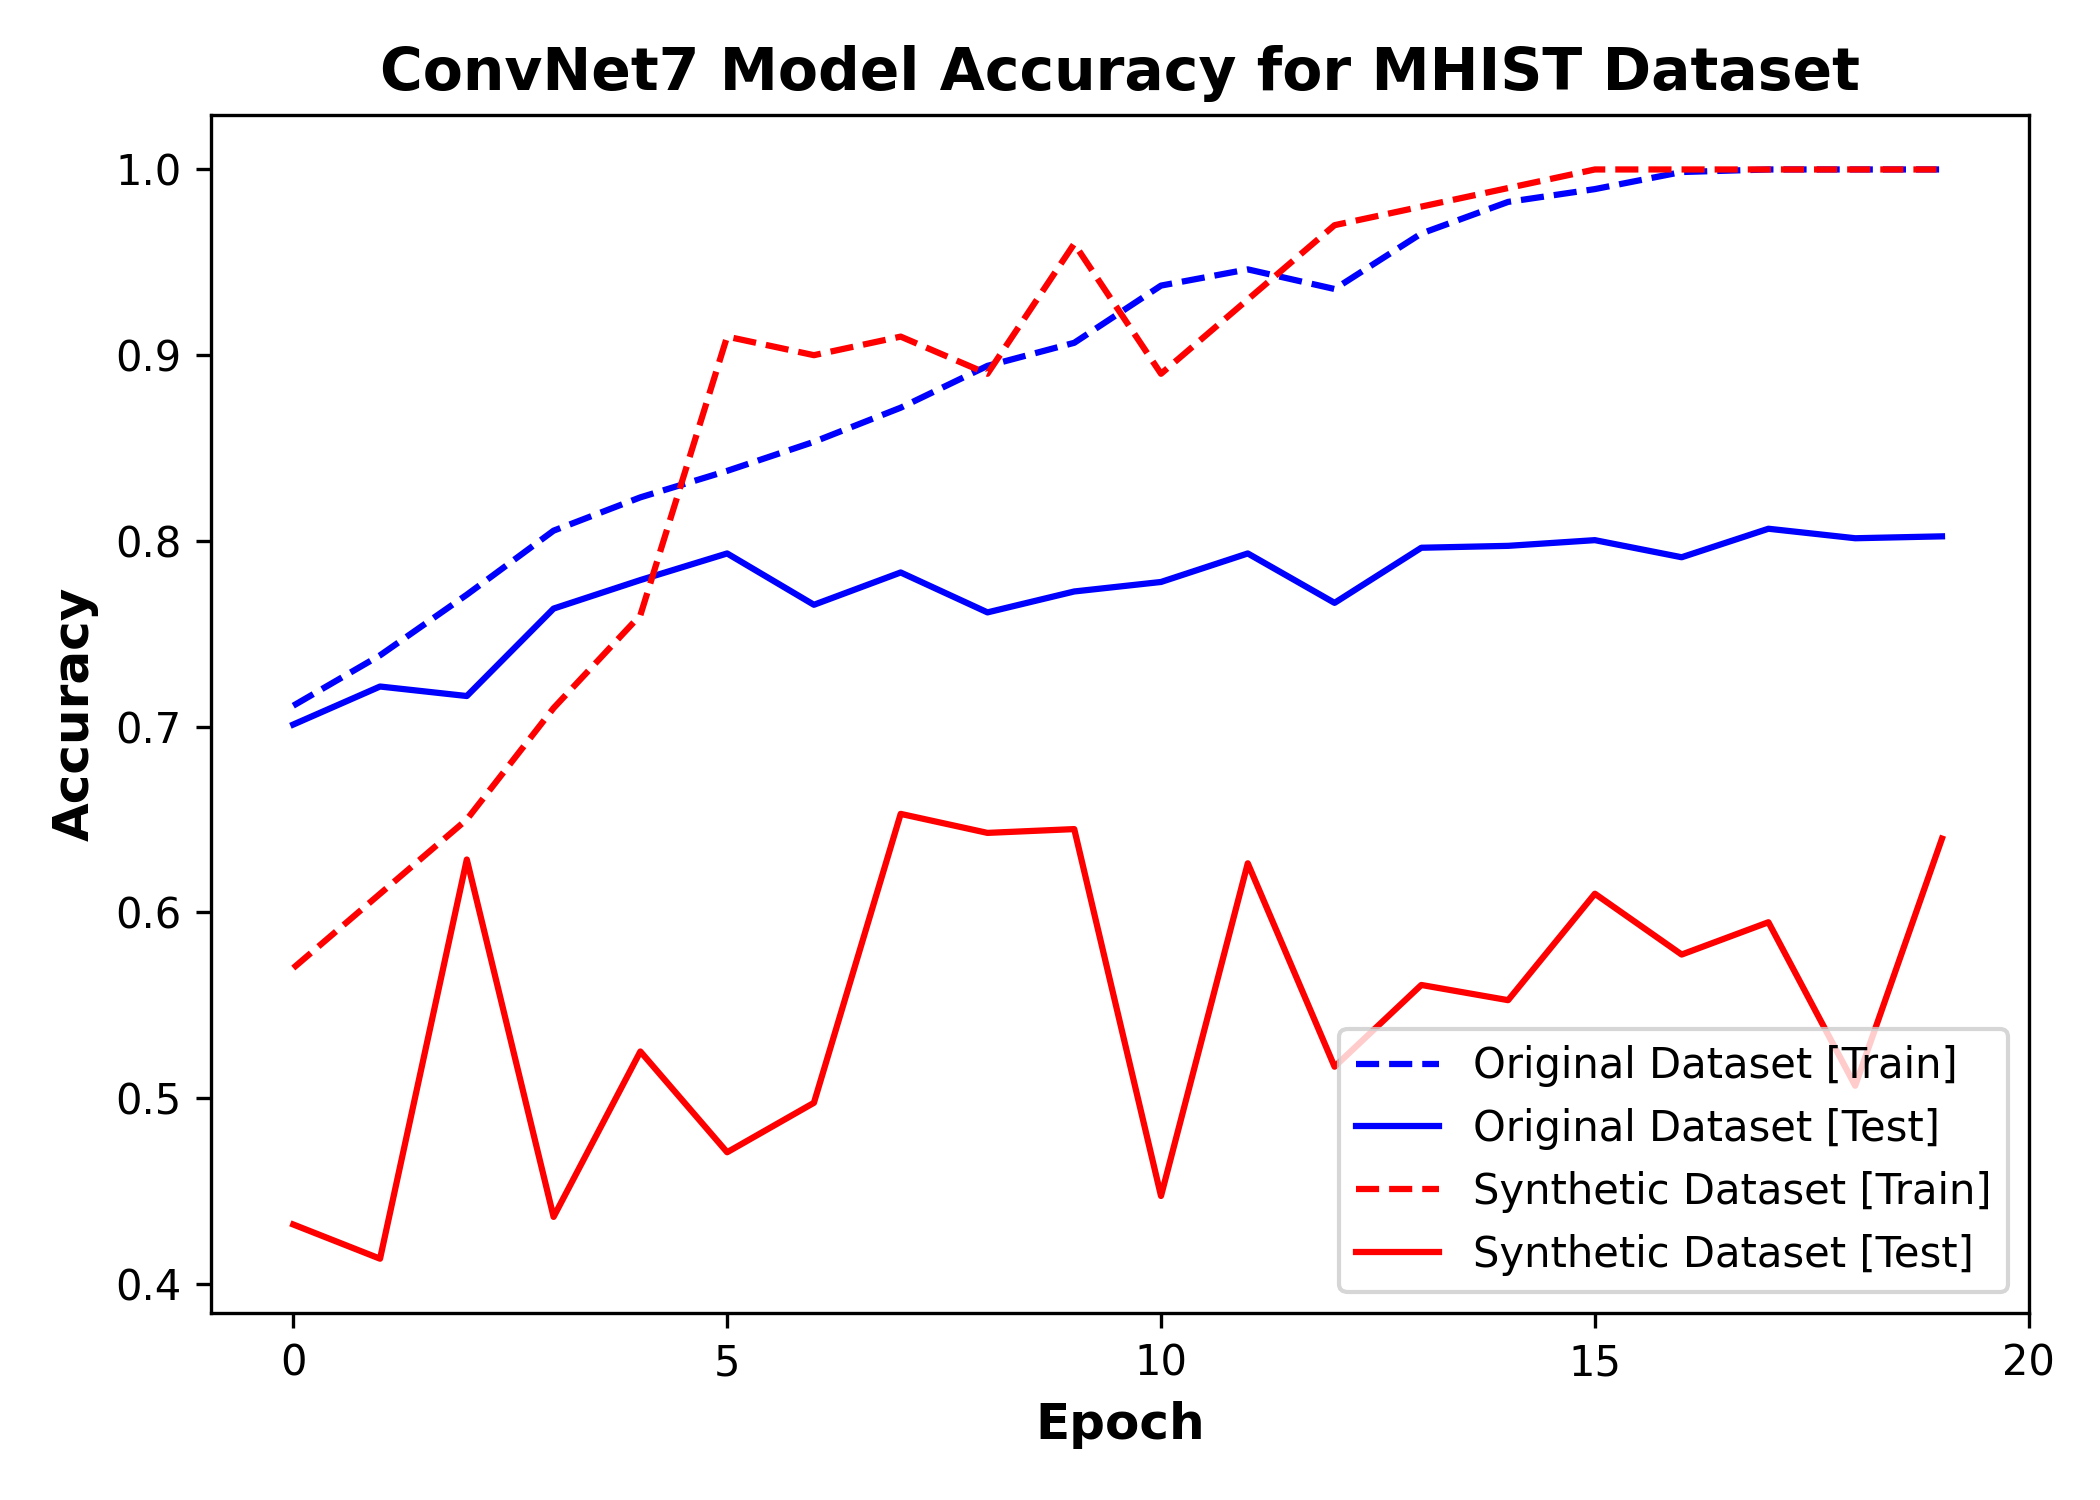 ConvNet7 Model Accuracy for MHIST Dataset
1.0
0.9
0.8
0.7
0.6
0.5
0.4
Accuracy
0 5 10 15 20
Epoch
Original Dataset [Train]
Original Dataset [Test]
Synthetic Dataset [Train]
Synthetic Dataset [Test]